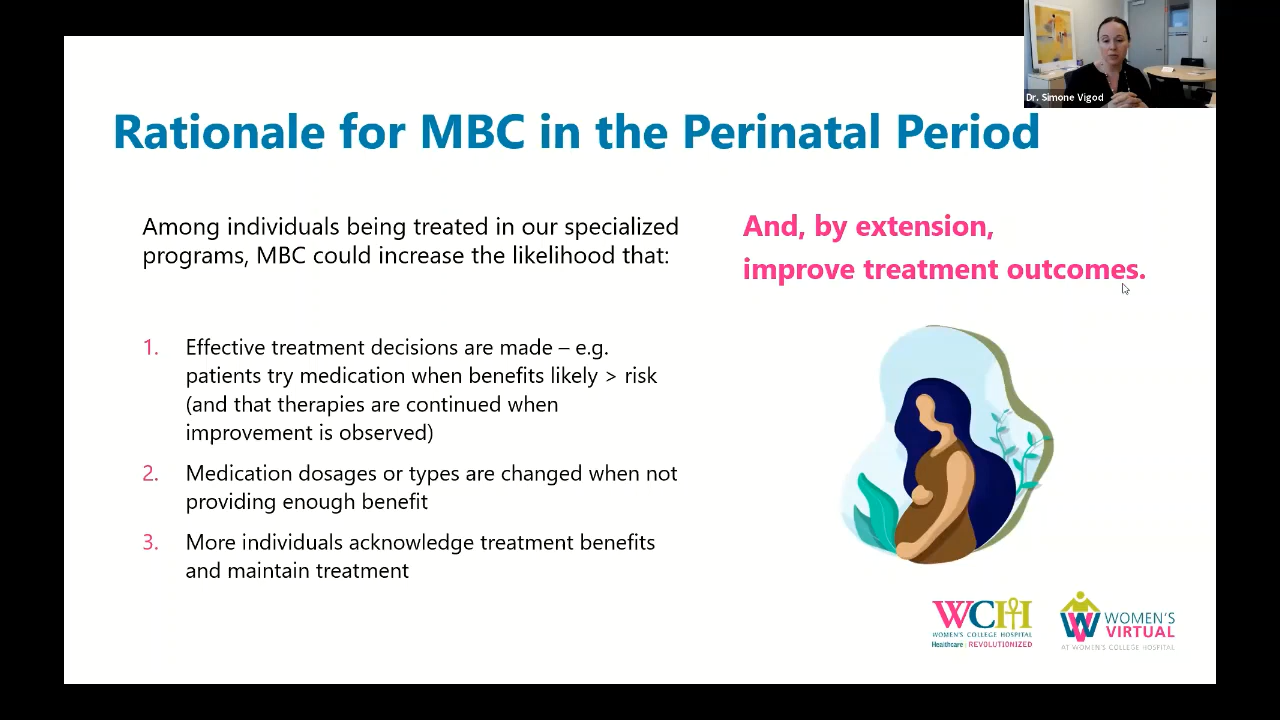 Dr. Simone Vigod
Rationale for MBC in the Perinatal Period
Among individuals being treated in our specialized
programs, MBC could increase the likelihood that:
1. Effective treatment decisions are made – e.g.
patients try medication when benefits likely > risk
(and that therapies are continued when
improvement is observed)
2. Medication dosages or types are changed when not
providing enough benefit
3. More individuals acknowledge treatment benefits
and maintain treatment
And, by extension,
improve treatment outcomes.
WCH
WOMEN'S COLLEGE HOSPITAL
Healthcare | REVOLUTIONIZED
WOMEN'S
VIRTUAL
AT WOMEN'S COLLEGE HOSPITAL